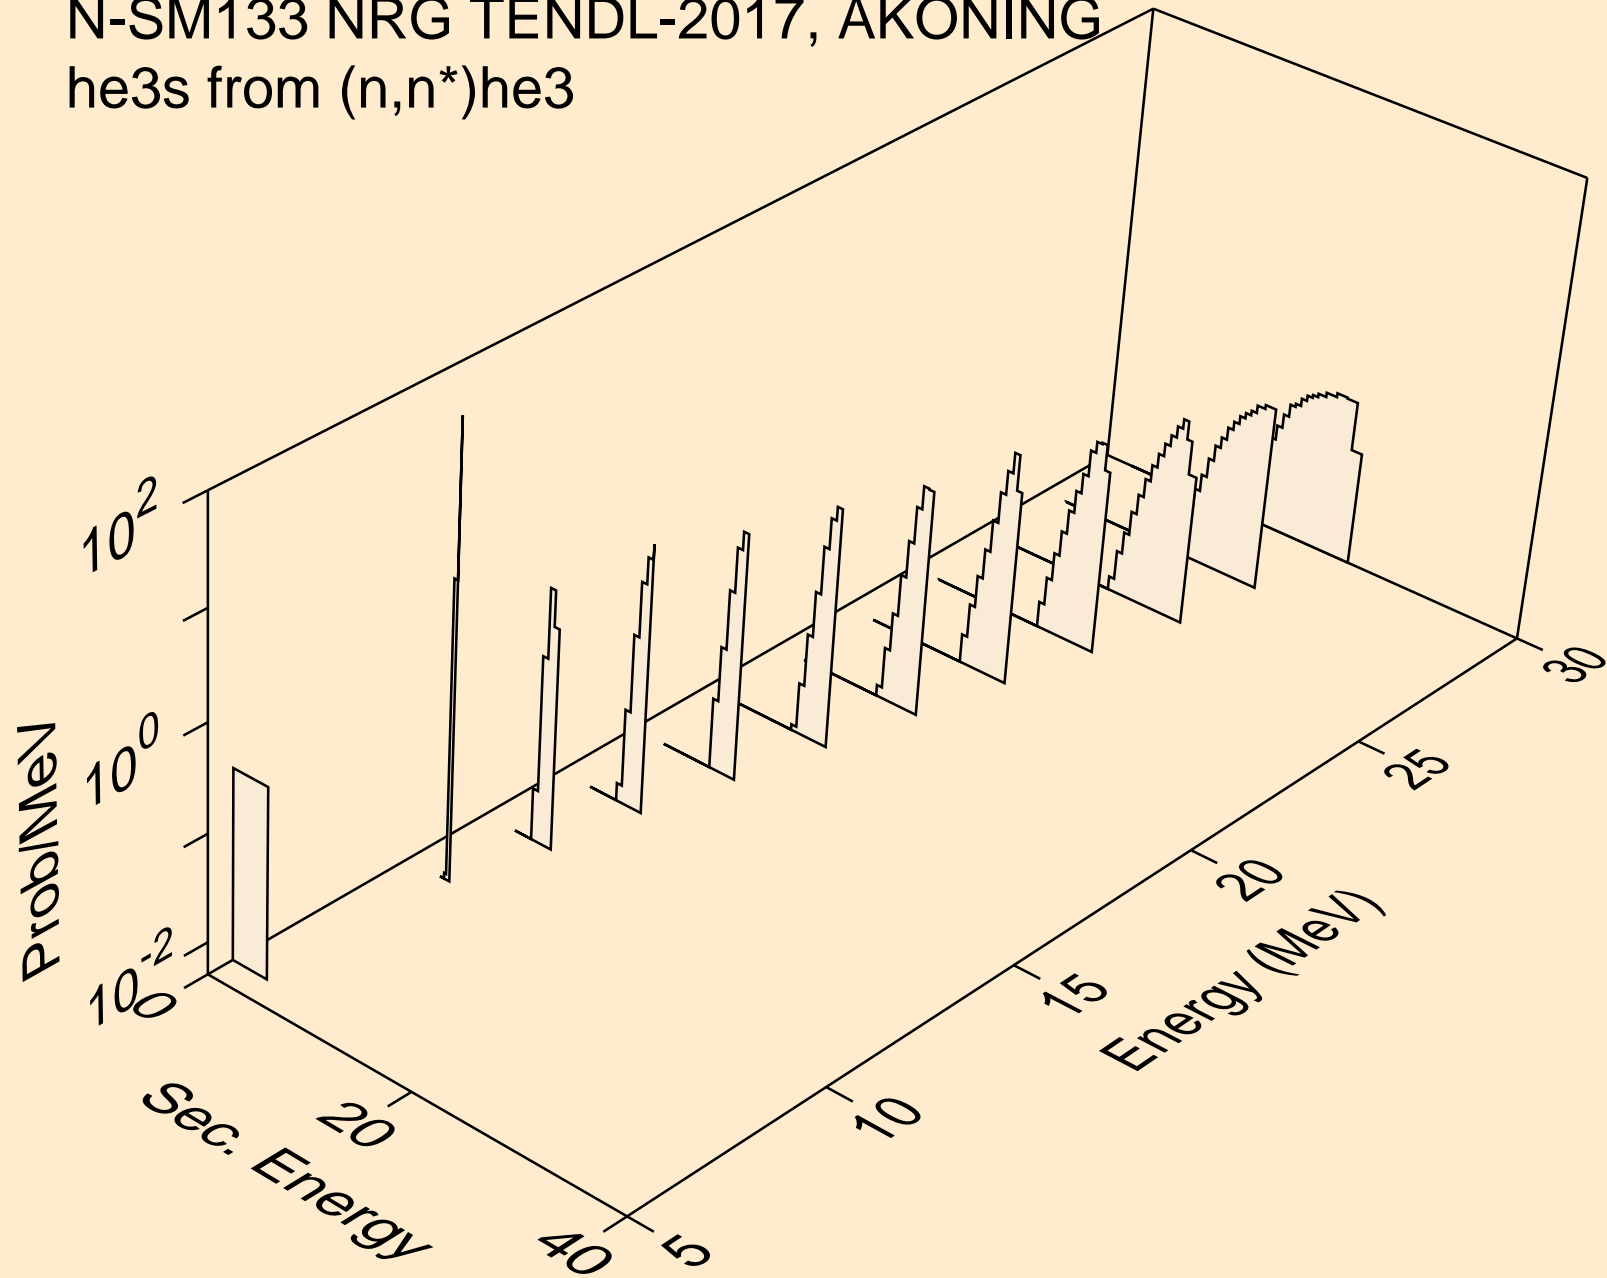 N-SM133 NRG TENDL-2017, AKONING
he3s from (n,n*)he3
10^2
10^0
10^-2
Prob/MeV
0
20
40
Sec. Energy
5
10
15
20
25
30
Energy (MeV)